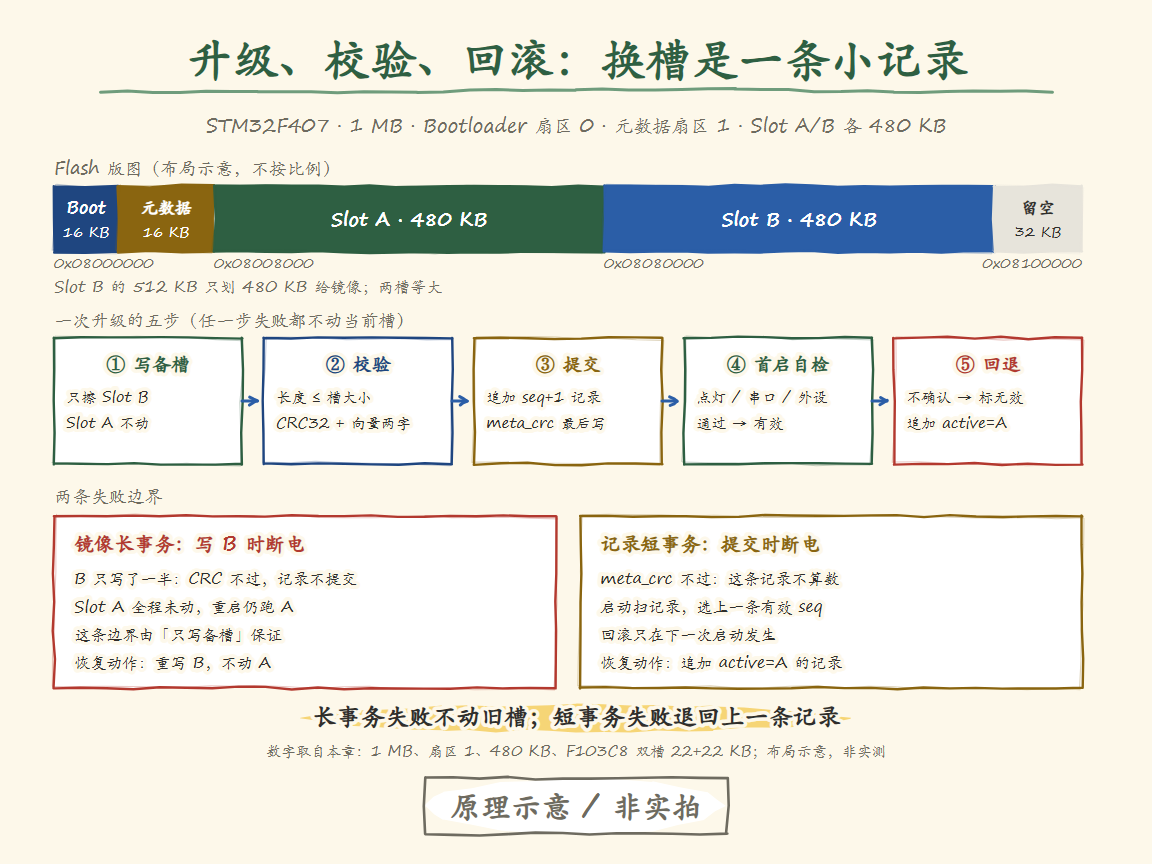 升级、校验、回滚：换槽是一条小记录
STM32F407 · 1 MB · Bootloader 扇区 0 · 元数据扇区 1 · Slot A/B 各 480 KB
Flash 版图（布局示意，不按比例）
Boot
16 KB
元数据
16 KB
Slot A · 480 KB
Slot B · 480 KB
留空
32 KB
0x08000000
0x08008000
0x08080000
0x08100000
Slot B 的 512 KB 只划 480 KB 给镜像；两槽等大
一次升级的五步（任一步失败都不动当前槽）
① 写备槽
只擦 Slot B
Slot A 不动
② 校验
长度 ≤ 槽大小
CRC32 + 向量两字
③ 提交
追加 seq+1 记录
meta_crc 最后写
④ 首启自检
点灯 / 串口 / 外设
通过 → 有效
⑤ 回退
不确认 → 标无效
追加 active=A
两条失败边界
镜像长事务：写 B 时断电
B 只写了一半：CRC 不过，记录不提交
Slot A 全程未动，重启仍跑 A
这条边界由「只写备槽」保证
恢复动作：重写 B，不动 A
记录短事务：提交时断电
meta_crc 不过：这条记录不算数
启动扫记录，选上一条有效 seq
回滚只在下一次启动发生
恢复动作：追加 active=A 的记录
长事务失败不动旧槽；短事务失败退回上一条记录
数字取自本章：1 MB、扇区 1、480 KB、F103C8 双槽 22+22 KB；布局示意，非实测
原理示意 / 非实拍